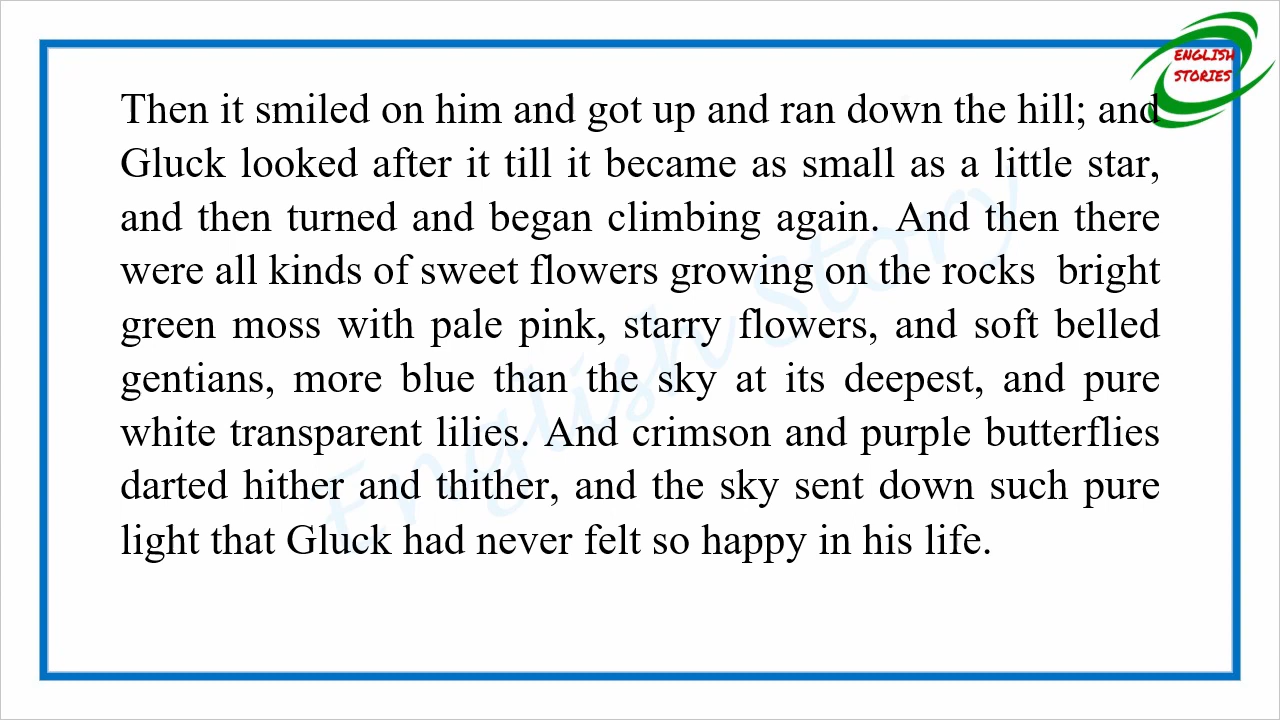 ENGLISH
STORIES
Then it smiled on him and got up and ran down the hill; and
Gluck looked after it till it became as small as a little star,
and then turned and began climbing again. And then there
were all kinds of sweet flowers growing on the rocks  bright
green moss with pale pink, starry flowers, and soft belled
gentians, more blue than the sky at its deepest, and pure
white transparent lilies. And crimson and purple butterflies
darted hither and thither, and the sky sent down such pure
light that Gluck had never felt so happy in his life.
English Story